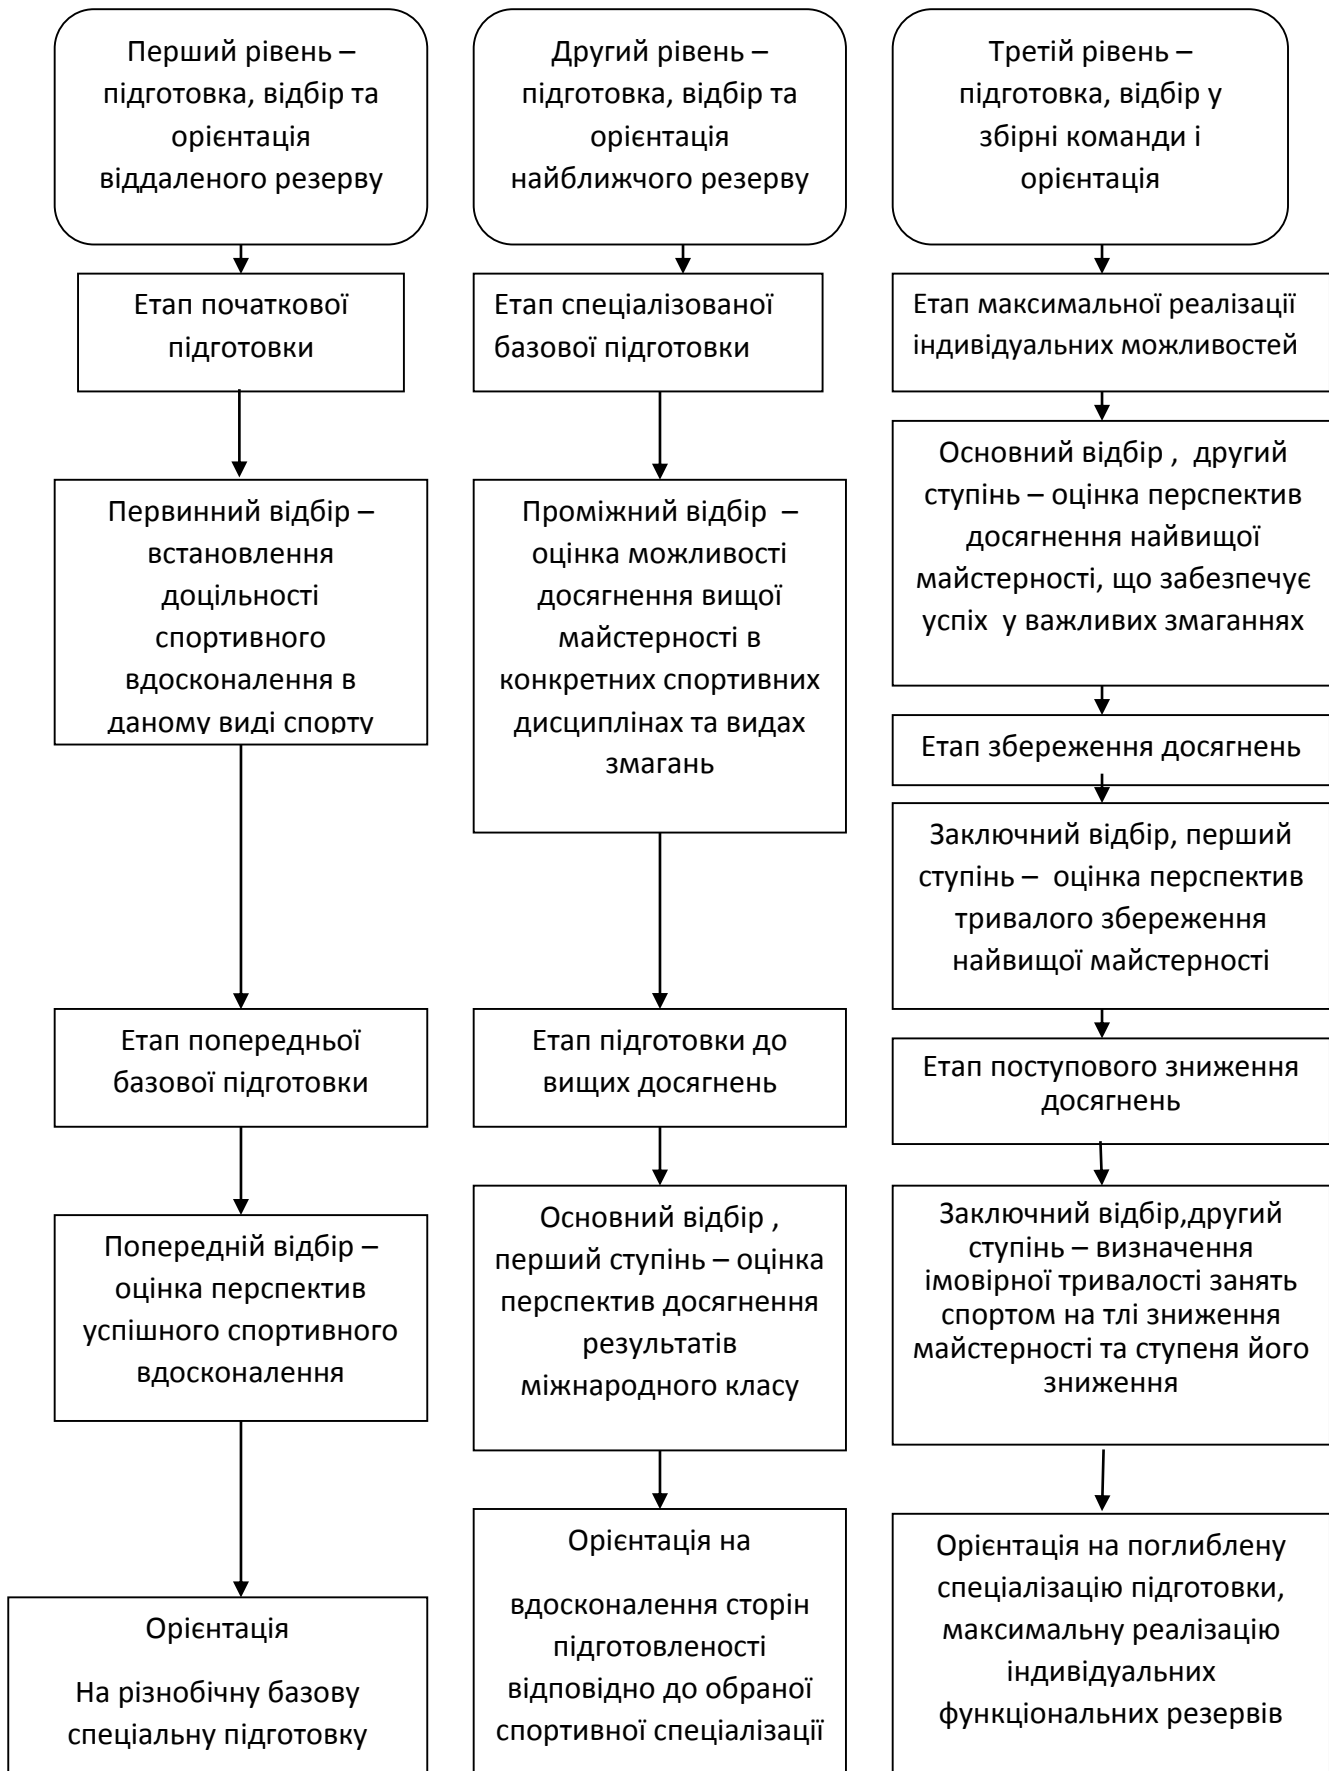 Перший рівень –
підготовка, відбір та
орієнтація
віддаленого резерву
Етап початкової
підготовки
Первинний відбір –
встановлення
доцільності
спортивного
вдосконалення в
даному виді спорту
Етап попередньої
базової підготовки
Попередній відбір –
оцінка перспектив
успішного спортивного
вдосконалення
Орієнтація
На різнобічну базову
спеціальну підготовку
Другий рівень –
підготовка, відбір та
орієнтація
найближчого резерву
Етап спеціалізованої
базової підготовки
Проміжний відбір –
оцінка можливості
досягнення вищої
майстерності в
конкретних спортивних
дисциплінах та видах
змагань
Етап підготовки до
вищих досягнень
Основний відбір ,
перший ступінь – оцінка
перспектив досягнення
результатів
міжнародного класу
Орієнтація на
вдосконалення сторін
підготовленості
відповідно до обраної
спортивної спеціалізації
Третій рівень –
підготовка, відбір у
збірні команди і
орієнтація
Етап максимальної реалізації
індивідуальних можливостей
Основний відбір , другий
ступінь – оцінка перспектив
досягнення найвищої
майстерності, що забезпечує
успіх у важливих змаганнях
Етап збереження досягнень
Заключний відбір, перший
ступінь – оцінка перспектив
тривалого збереження
найвищої майстерності
Етап поступового зниження
досягнень
Заключний відбір,другий
ступінь – визначення
імовірної тривалості занять
спортом на тлі зниження
майстерності та ступеня його
зниження
Орієнтація на поглиблену
спеціалізацію підготовки,
максимальну реалізацію
індивідуальних
функціональних резервів